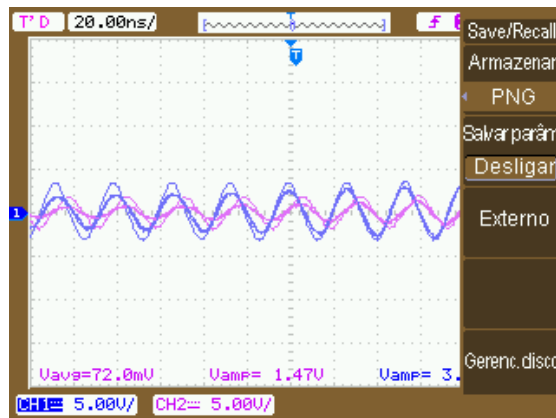 T'D 20.00ns/
Save/Recall
Armazenar
PNG
Salvar parâm
Desligar
Externo
Gerenc.disco
T
1
Vavg=72.0mV Vamp= 1.47V Vamp= 3.
CH1 5.00V/ CH2 5.00V/